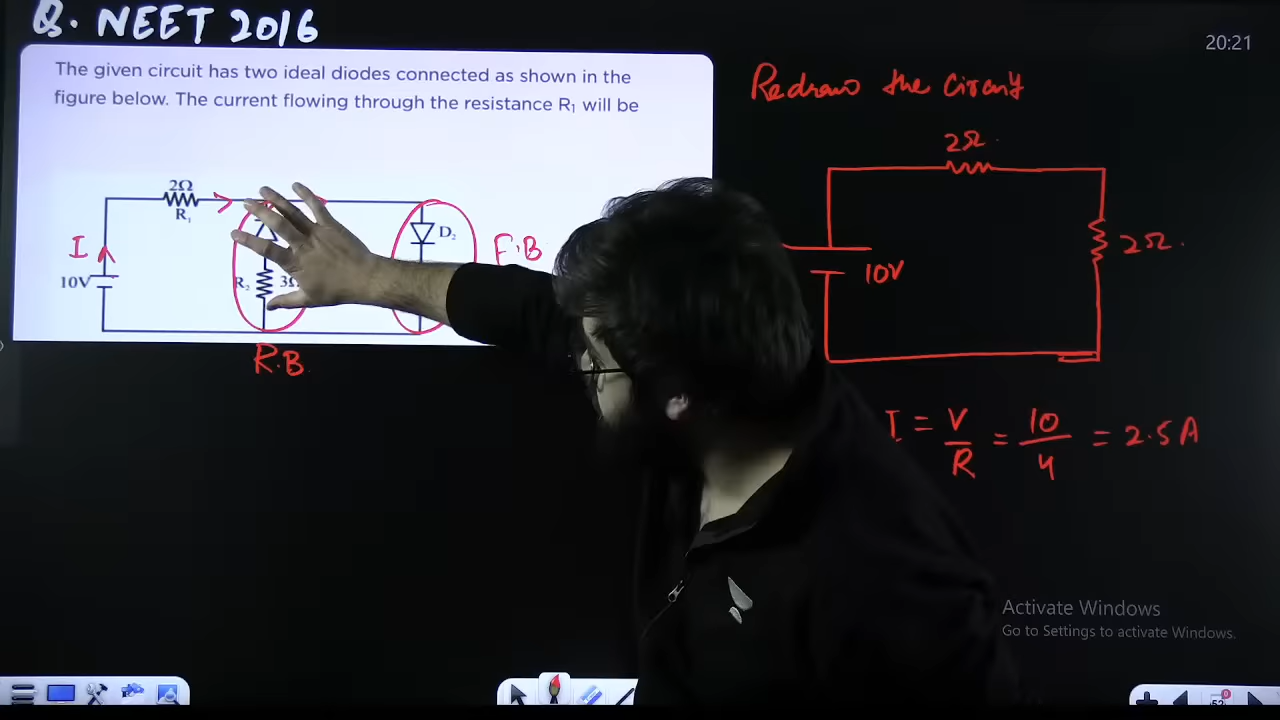 Q. NEET 2016
20:21
The given circuit has two ideal diodes connected as shown in the
figure below. The current flowing through the resistance R₁ will be
2Ω
R₁
I
10V
R₂ 3Ω
D₂
F.B
R.B
Redraw the Circuit
2Ω
2Ω
10V
I = V/R = 10/4 = 2.5A
Activate Windows
Go to Settings to activate Windows.